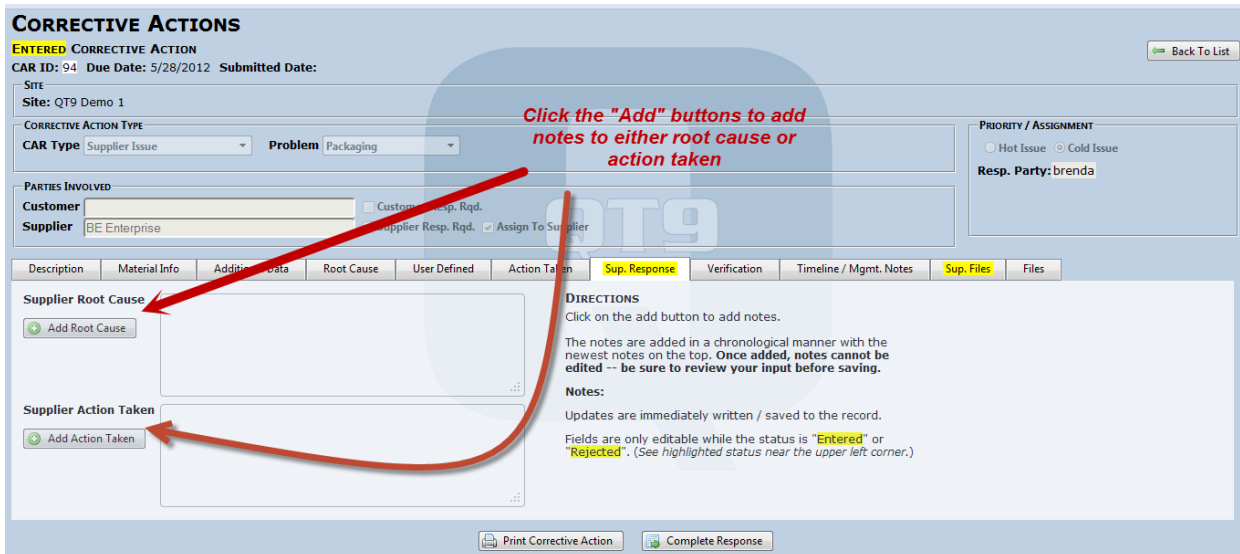 CORRECTIVE ACTIONS
ENTERED CORRECTIVE ACTION
Back To List
CAR ID: 94 Due Date: 5/28/2012 Submitted Date:
SITE
Site: QT9 Demo 1
Click the "Add" buttons to add
notes to either root cause or
action taken
CORRECTIVE ACTION TYPE
CAR Type Supplier Issue Problem Packaging
PRIORITY / ASSIGNMENT
Hot Issue Cold Issue
Resp. Party: brenda
PARTIES INVOLVED
Customer Resp. Rqd.
Supplier BE Enterprise Supplier Resp. Rqd. Assign To Supplier
QT9
Description Material Info Data Root Cause User Defined Action Taken Sup. Response Verification Timeline / Mgmt. Notes Sup. Files Files
Supplier Root Cause
Add Root Cause
Supplier Action Taken
Add Action Taken
DIRECTIONS
Click on the add button to add notes.
The notes are added in a chronological manner with the
newest notes on the top. Once added, notes cannot be
edited -- be sure to review your input before saving.
Notes:
Updates are immediately written / saved to the record.
Fields are only editable while the status is "Entered" or
"Rejected". (See highlighted status near the upper left corner.)
Print Corrective Action Complete Response